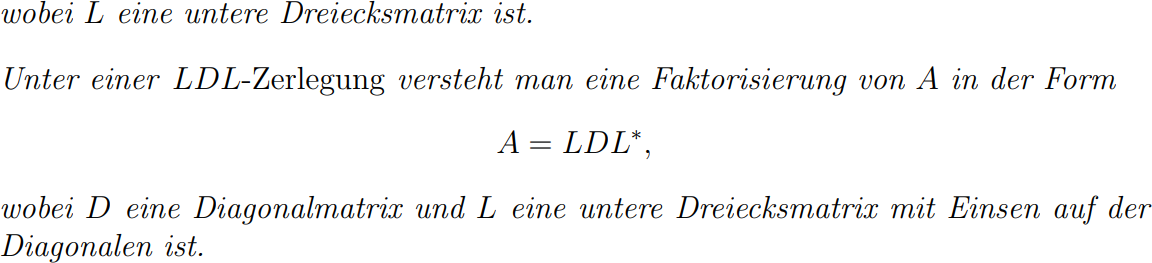 wobei L eine untere Dreiecksmatrix ist.
Unter einer LDL-Zerlegung versteht man eine Faktorisierung von A in der Form
A = LDL*,
wobei D eine Diagonalmatrix und L eine untere Dreiecksmatrix mit Einsen auf der
Diagonalen ist.